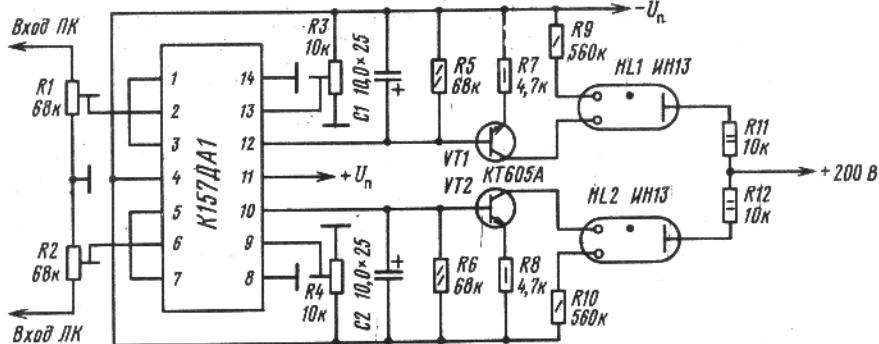 Вход ПК
R1
68к
R2
68к
Вход ЛК
К157ДА1
1
2
3
4
5
6
7
14
13
12
11
10
9
8
R3
10к
C1 10,0×25
+
R5
68к
R7
4,7к
R9
560к
−Uп
HL1 ИН13
VT1
КТ605А
VT2
+Uп
R11
10к
+200 В
R12
10к
HL2 ИН13
R4
10к
C2 10,0×25
+
R6
68к
R8
4,7к
R10
560к